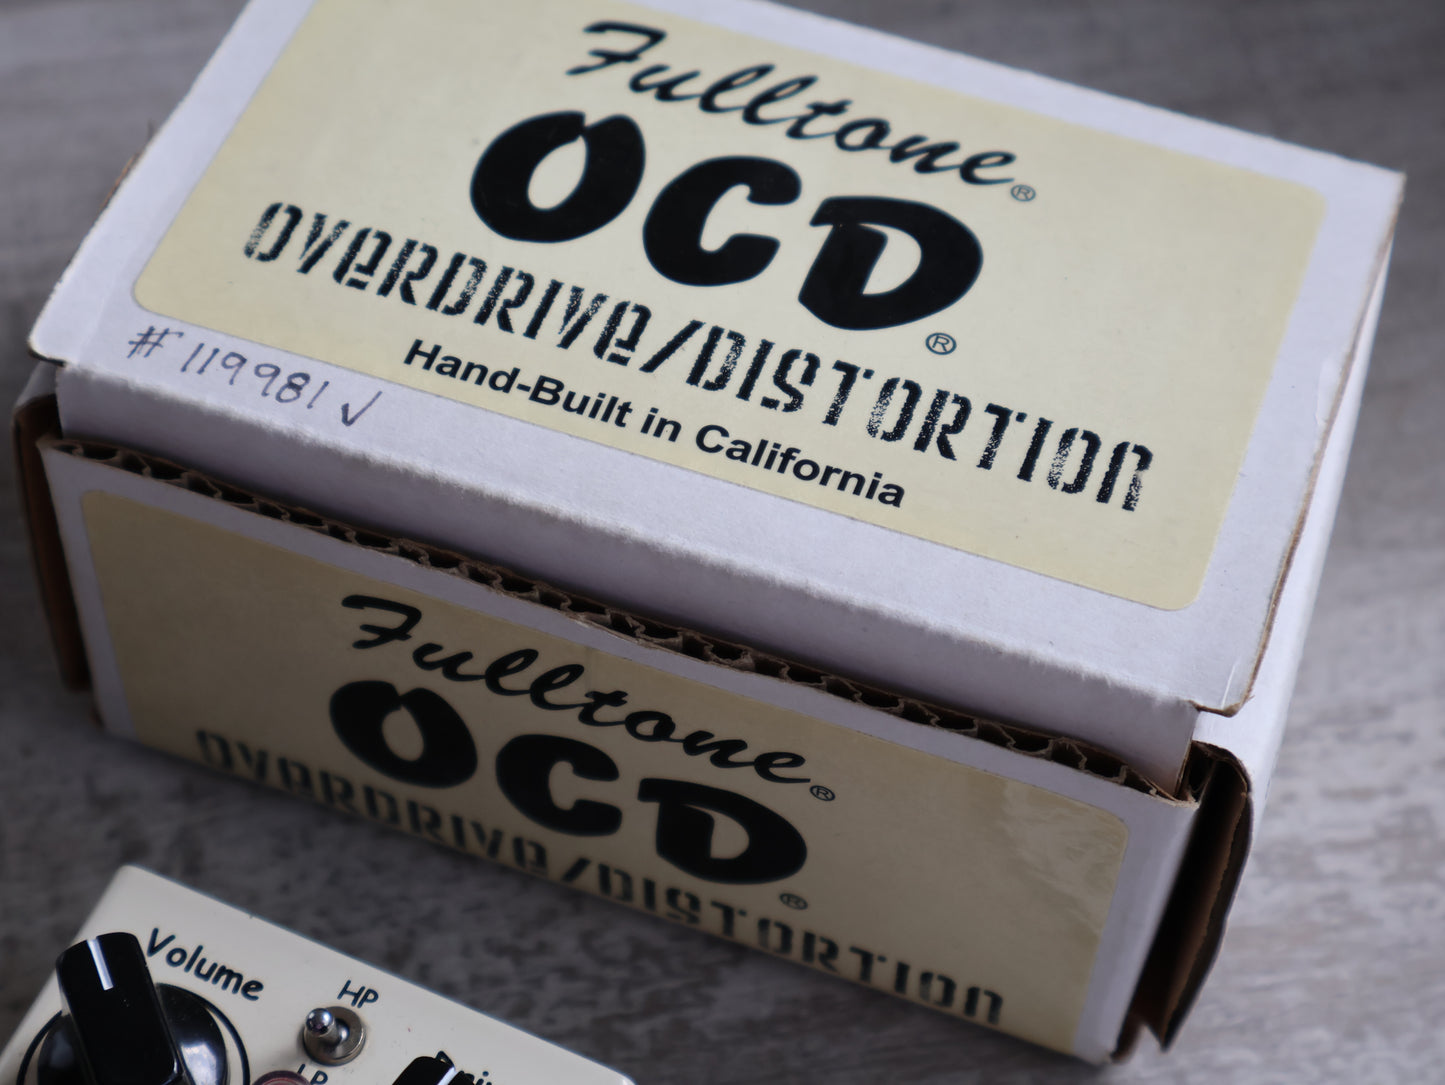 Fulltone®
OCD®
OVERDRIVE/DISTORTION
Hand-Built in California
# 119981 ✓
Fulltone®
OCD®
OVERDRIVE/DISTORTION
Volume
HP
LP